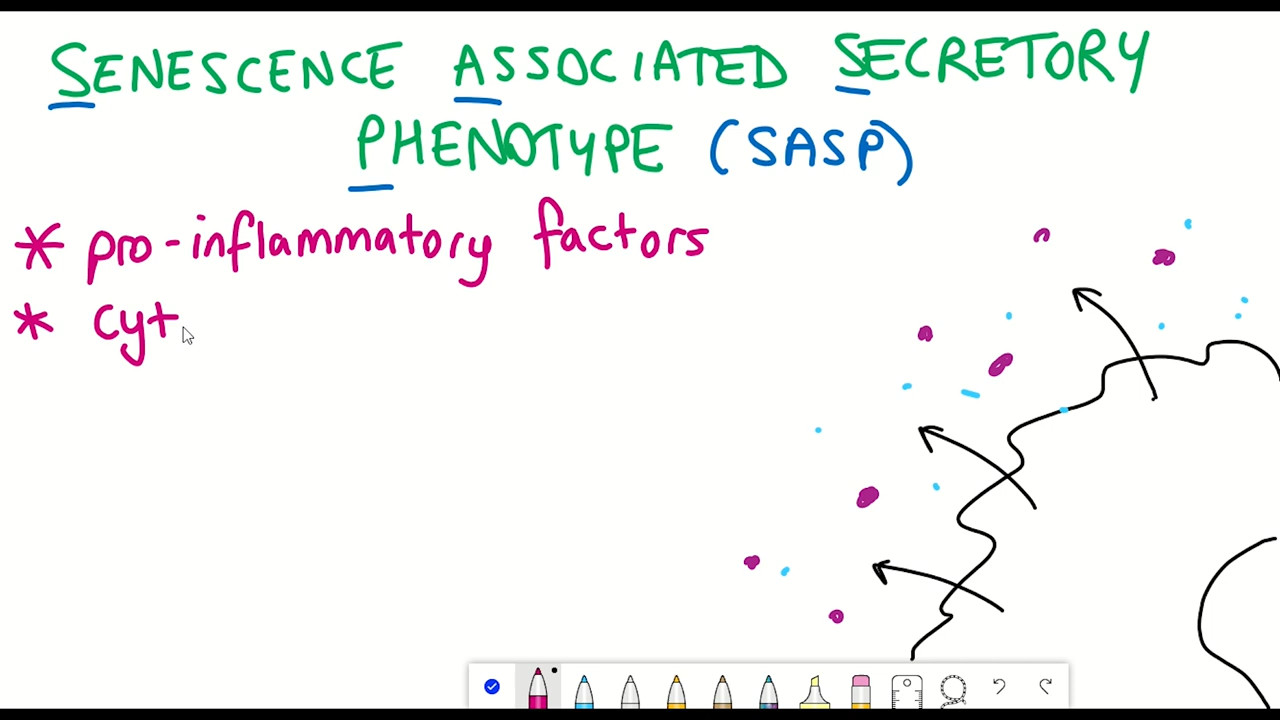 SENESCENCE ASSOCIATED SECRETORY
PHENOTYPE (SASP)
* pro-inflammatory factors
* cyt